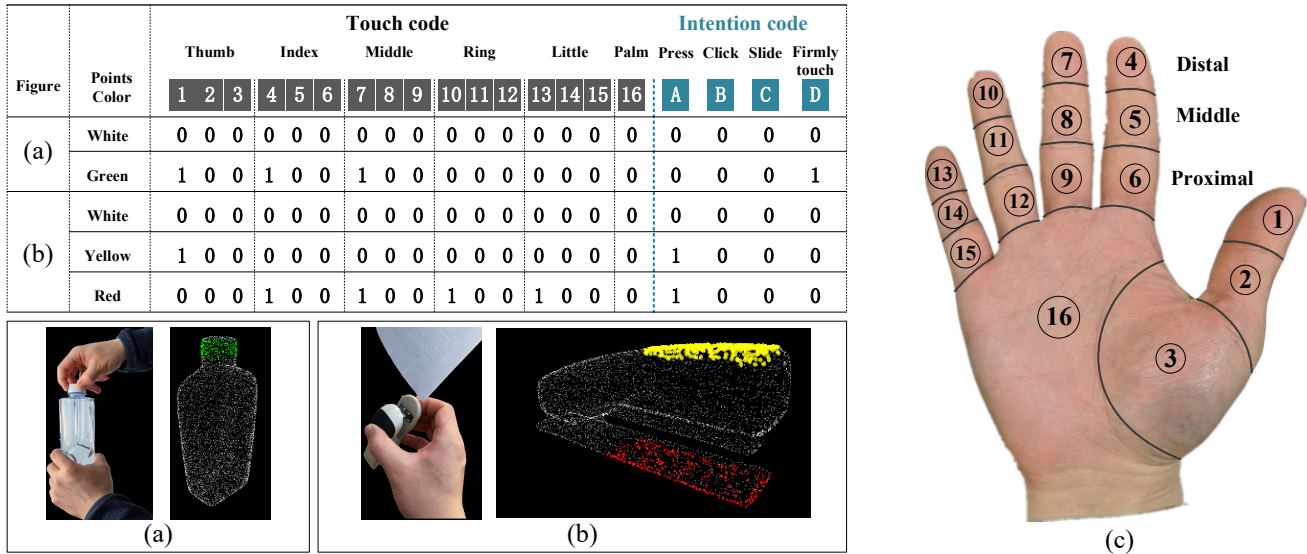 Touch code Intention code
Thumb Index Middle Ring Little Palm Press Click Slide Firmly touch
Figure Points Color 1 2 3 4 5 6 7 8 9 10 11 12 13 14 15 16 A B C D
(a) White 0 0 0 0 0 0 0 0 0 0 0 0 0 0 0 0 0 0 0 0
Green 1 0 0 1 0 0 1 0 0 0 0 0 0 0 0 0 0 0 0 1
(b) White 0 0 0 0 0 0 0 0 0 0 0 0 0 0 0 0 0 0 0 0
Yellow 1 0 0 0 0 0 0 0 0 0 0 0 0 0 0 0 1 0 0 0
Red 0 0 0 1 0 0 1 0 0 1 0 0 1 0 0 0 1 0 0 0
(a)
(b)
7 4 Distal
10 8 5 Middle
11
13 9 6 Proximal
14 12
15
1
2
16
3
(c)